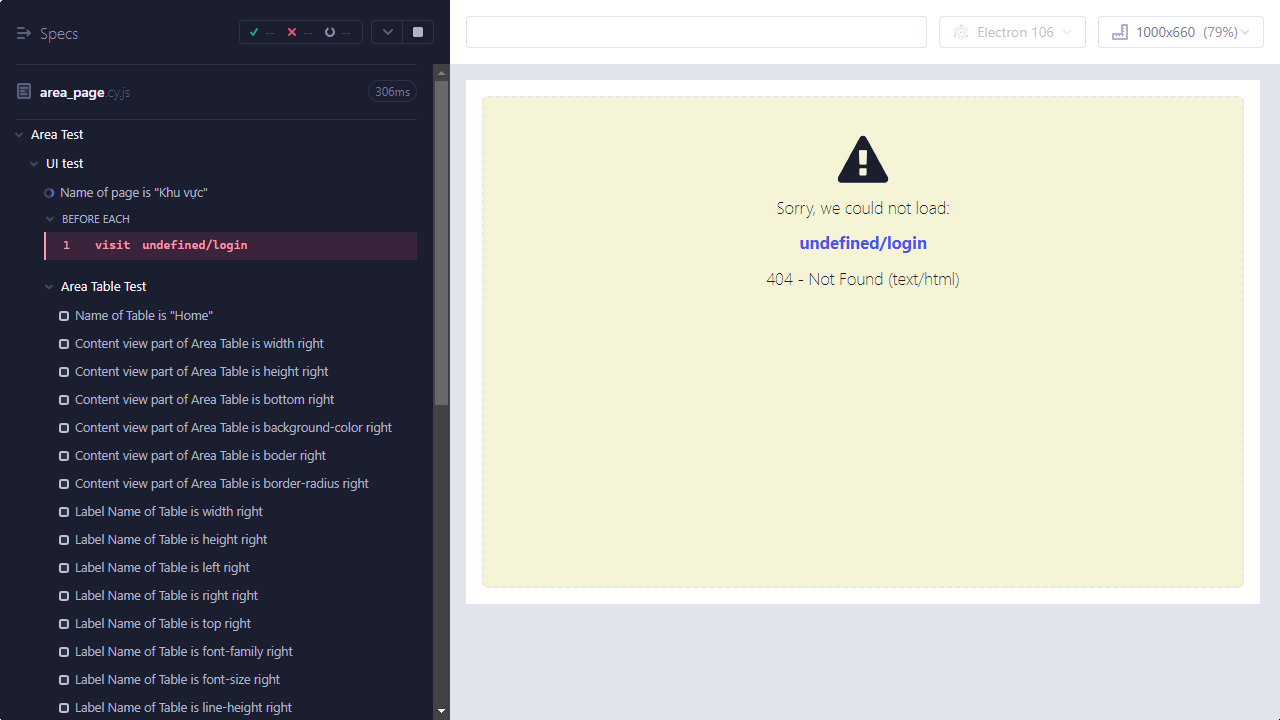 Specs
-- -- --
area_page.cy.js 306ms
Area Test
UI test
Name of page is "Khu vực"
BEFORE EACH
1 visit undefined/login
Area Table Test
Name of Table is "Home"
Content view part of Area Table is width right
Content view part of Area Table is height right
Content view part of Area Table is bottom right
Content view part of Area Table is background-color right
Content view part of Area Table is boder right
Content view part of Area Table is border-radius right
Label Name of Table is width right
Label Name of Table is height right
Label Name of Table is left right
Label Name of Table is right right
Label Name of Table is top right
Label Name of Table is font-family right
Label Name of Table is font-size right
Label Name of Table is line-height right
Electron 106
1000x660 (79%)
Sorry, we could not load:
undefined/login
404 - Not Found (text/html)